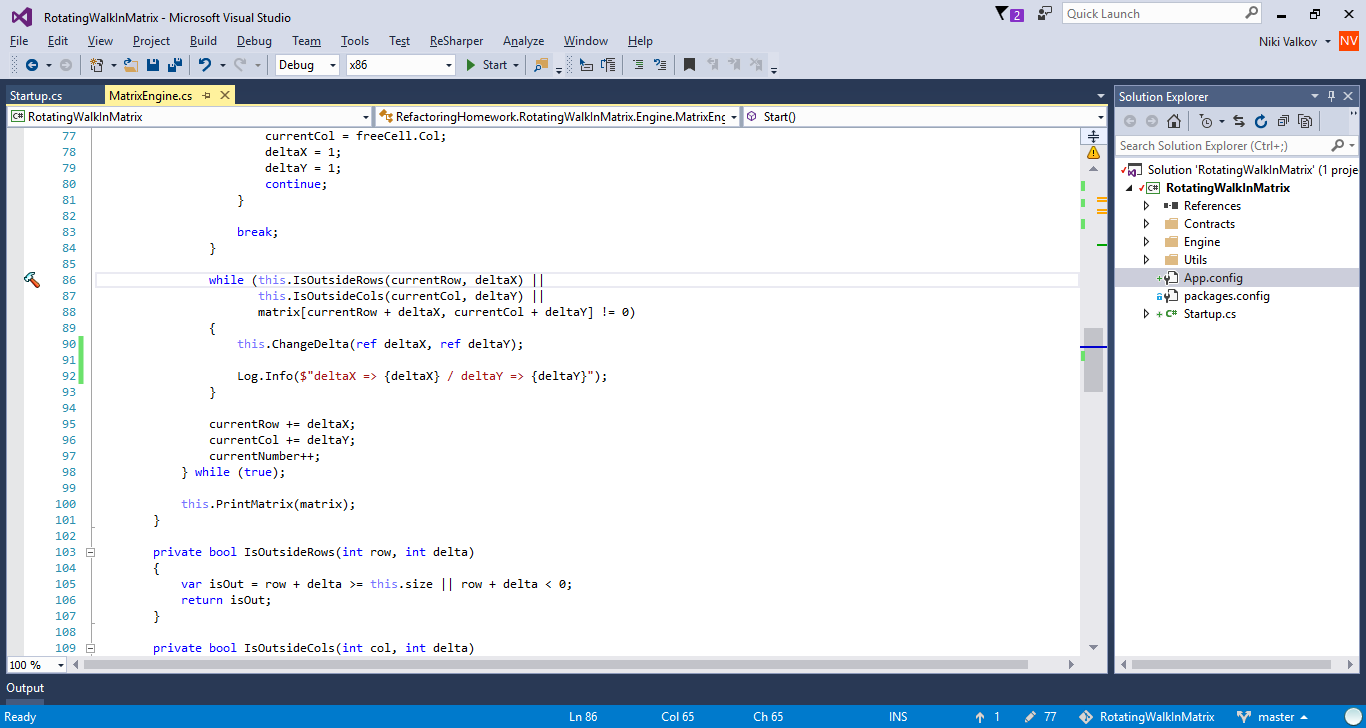 RotatingWalkInMatrix - Microsoft Visual Studio
2
Quick Launch
File Edit View Project Build Debug Team Tools Test ReSharper Analyze Window Help
Niki Valkov NV
Debug x86 Start
Startup.cs MatrixEngine.cs
C# RotatingWalkInMatrix RefactoringHomework.RotatingWalkInMatrix.Engine.MatrixEng Start()
77 currentCol = freeCell.Col;
78 deltaX = 1;
79 deltaY = 1;
80 continue;
81 }
82
83 break;
84 }
85
86 while (this.IsOutsideRows(currentRow, deltaX) ||
87 this.IsOutsideCols(currentCol, deltaY) ||
88 matrix[currentRow + deltaX, currentCol + deltaY] != 0)
89 {
90 this.ChangeDelta(ref deltaX, ref deltaY);
91
92 Log.Info($"deltaX => {deltaX} / deltaY => {deltaY}");
93 }
94
95 currentRow += deltaX;
96 currentCol += deltaY;
97 currentNumber++;
98 } while (true);
99
100 this.PrintMatrix(matrix);
101 }
102
103 private bool IsOutsideRows(int row, int delta)
104 {
105 var isOut = row + delta >= this.size || row + delta < 0;
106 return isOut;
107 }
108
109 private bool IsOutsideCols(int col, int delta)
100 %
Solution Explorer
Search Solution Explorer (Ctrl+;)
Solution 'RotatingWalkInMatrix' (1 proje
C# RotatingWalkInMatrix
References
Contracts
Engine
Utils
App.config
packages.config
C# Startup.cs
Output
Ready Ln 86 Col 65 Ch 65 INS 1 77 RotatingWalkInMatrix master